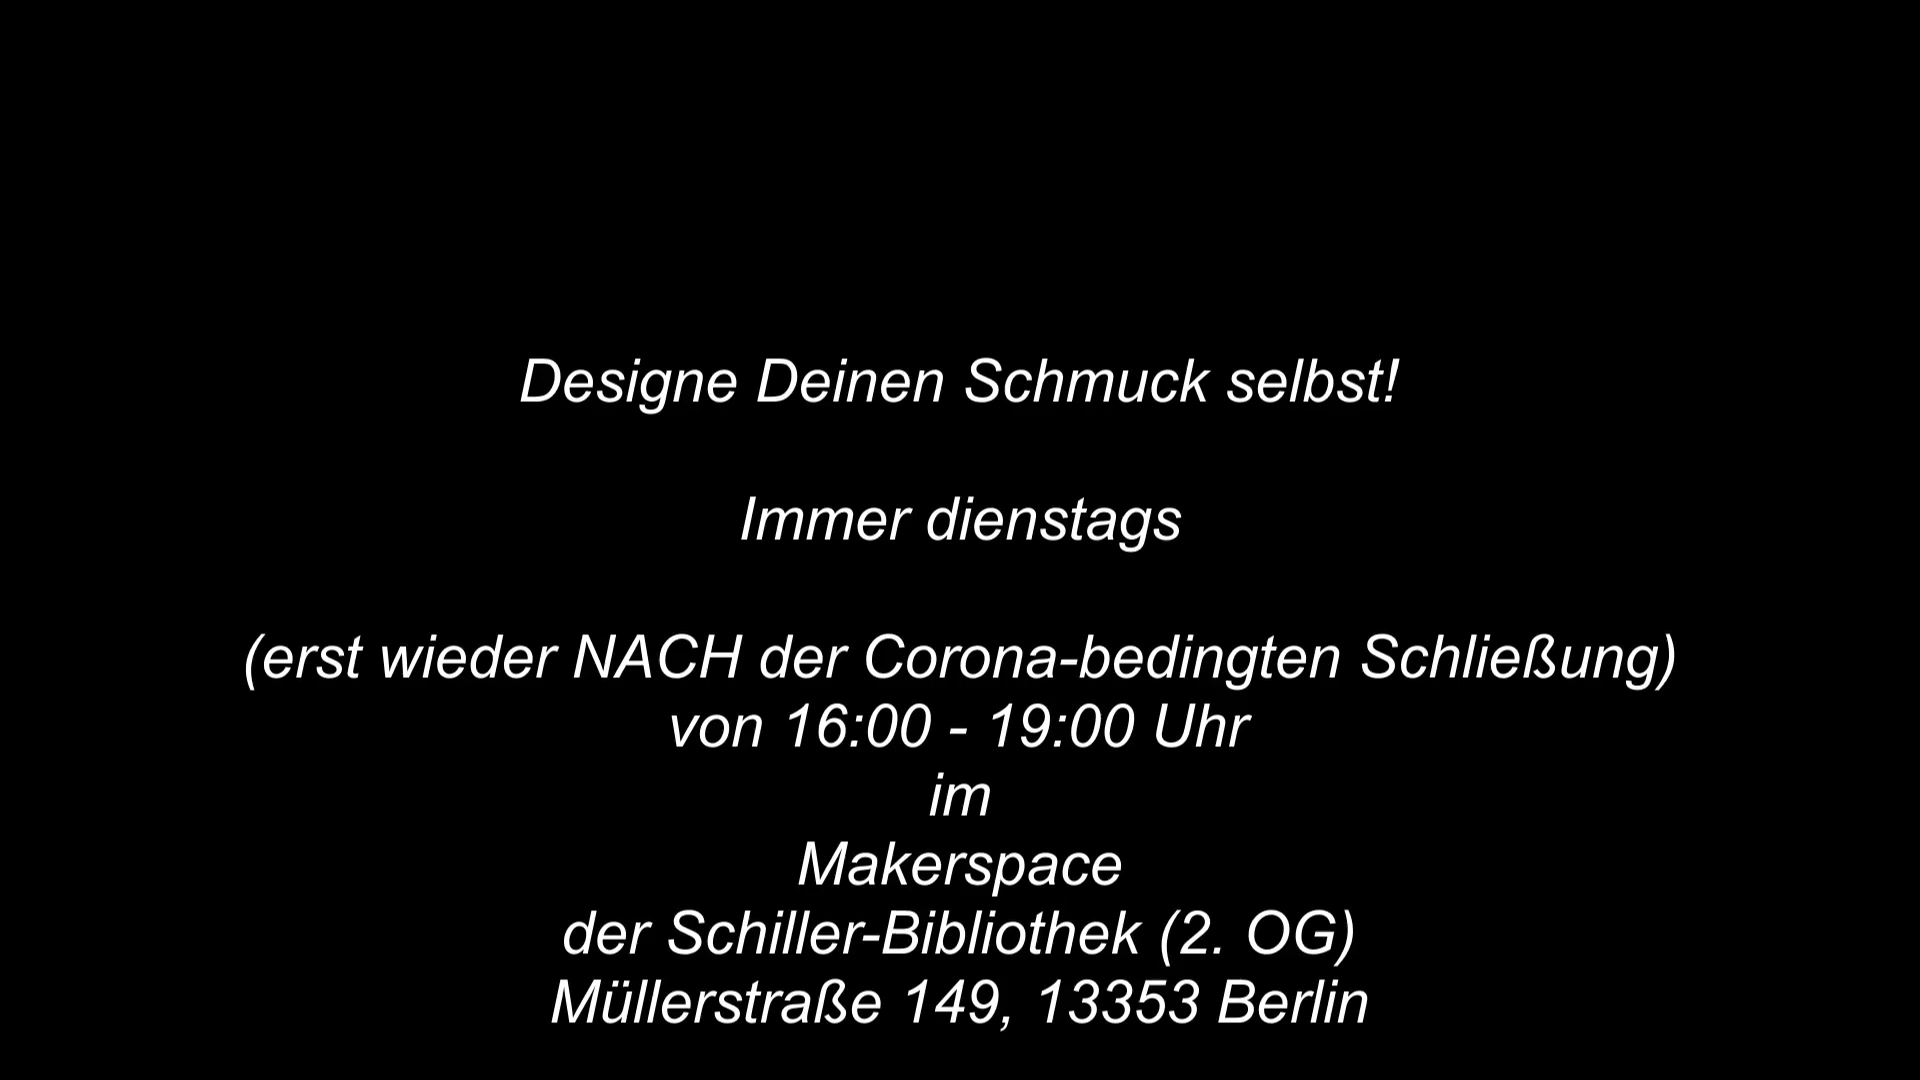 Designe Deinen Schmuck selbst!
Immer dienstags
(erst wieder NACH der Corona-bedingten Schließung)
von 16:00 - 19:00 Uhr
im
Makerspace
der Schiller-Bibliothek (2. OG)
Müllerstraße 149, 13353 Berlin